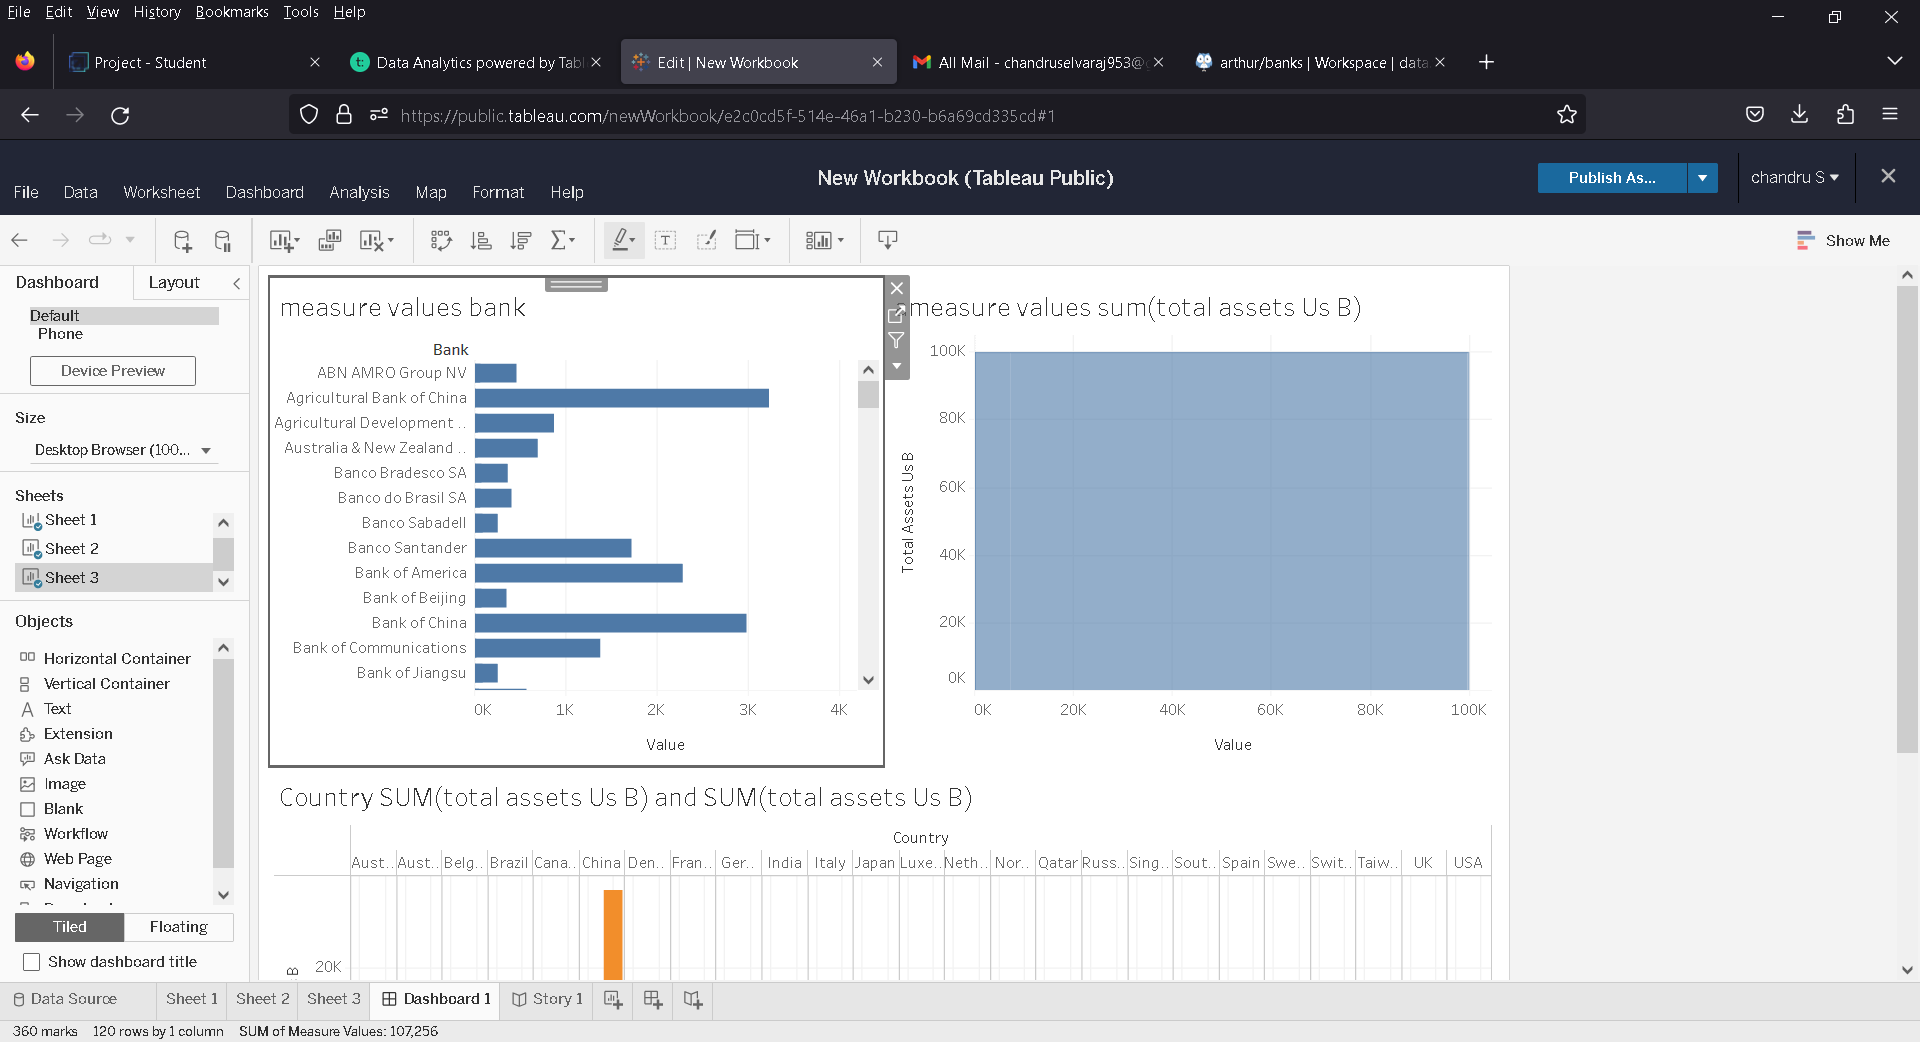 File Edit View History Bookmarks Tools Help
Project - Student
Data Analytics powered by Tabl
Edit | New Workbook
All Mail - chandruselvaraj953@g
arthur/banks | Workspace | data
https://public.tableau.com/newWorkbook/e2c0cd5f-514e-46a1-b230-b6a69cd335cd#1
New Workbook (Tableau Public)
Publish As...
chandru S
File Data Worksheet Dashboard Analysis Map Format Help
Show Me
Dashboard
Layout
Default
Phone
Device Preview
Size
Desktop Browser (100...
Sheets
Sheet 1
Sheet 2
Sheet 3
Objects
Horizontal Container
Vertical Container
Text
Extension
Ask Data
Image
Blank
Workflow
Web Page
Navigation
Tiled
Floating
Show dashboard title
measure values bank
Bank
ABN AMRO Group NV
Agricultural Bank of China
Agricultural Development ..
Australia & New Zealand ..
Banco Bradesco SA
Banco do Brasil SA
Banco Sabadell
Banco Santander
Bank of America
Bank of Beijing
Bank of China
Bank of Communications
Bank of Jiangsu
0K 1K 2K 3K 4K
Value
measure values sum(total assets Us B)
100K
80K
60K
40K
20K
0K
Total Assets Us B
0K 20K 40K 60K 80K 100K
Value
Country SUM(total assets Us B) and SUM(total assets Us B)
Country
Aust.. Aust.. Belg.. Brazil Cana.. China Den.. Fran.. Ger.. India Italy Japan Luxe.. Neth.. Nor.. Qatar Russ.. Sing.. Sout.. Spain Swe.. Swit.. Taiw.. UK USA
20K
B
Data Source
Sheet 1
Sheet 2
Sheet 3
Dashboard 1
Story 1
360 marks 120 rows by 1 column SUM of Measure Values: 107,256